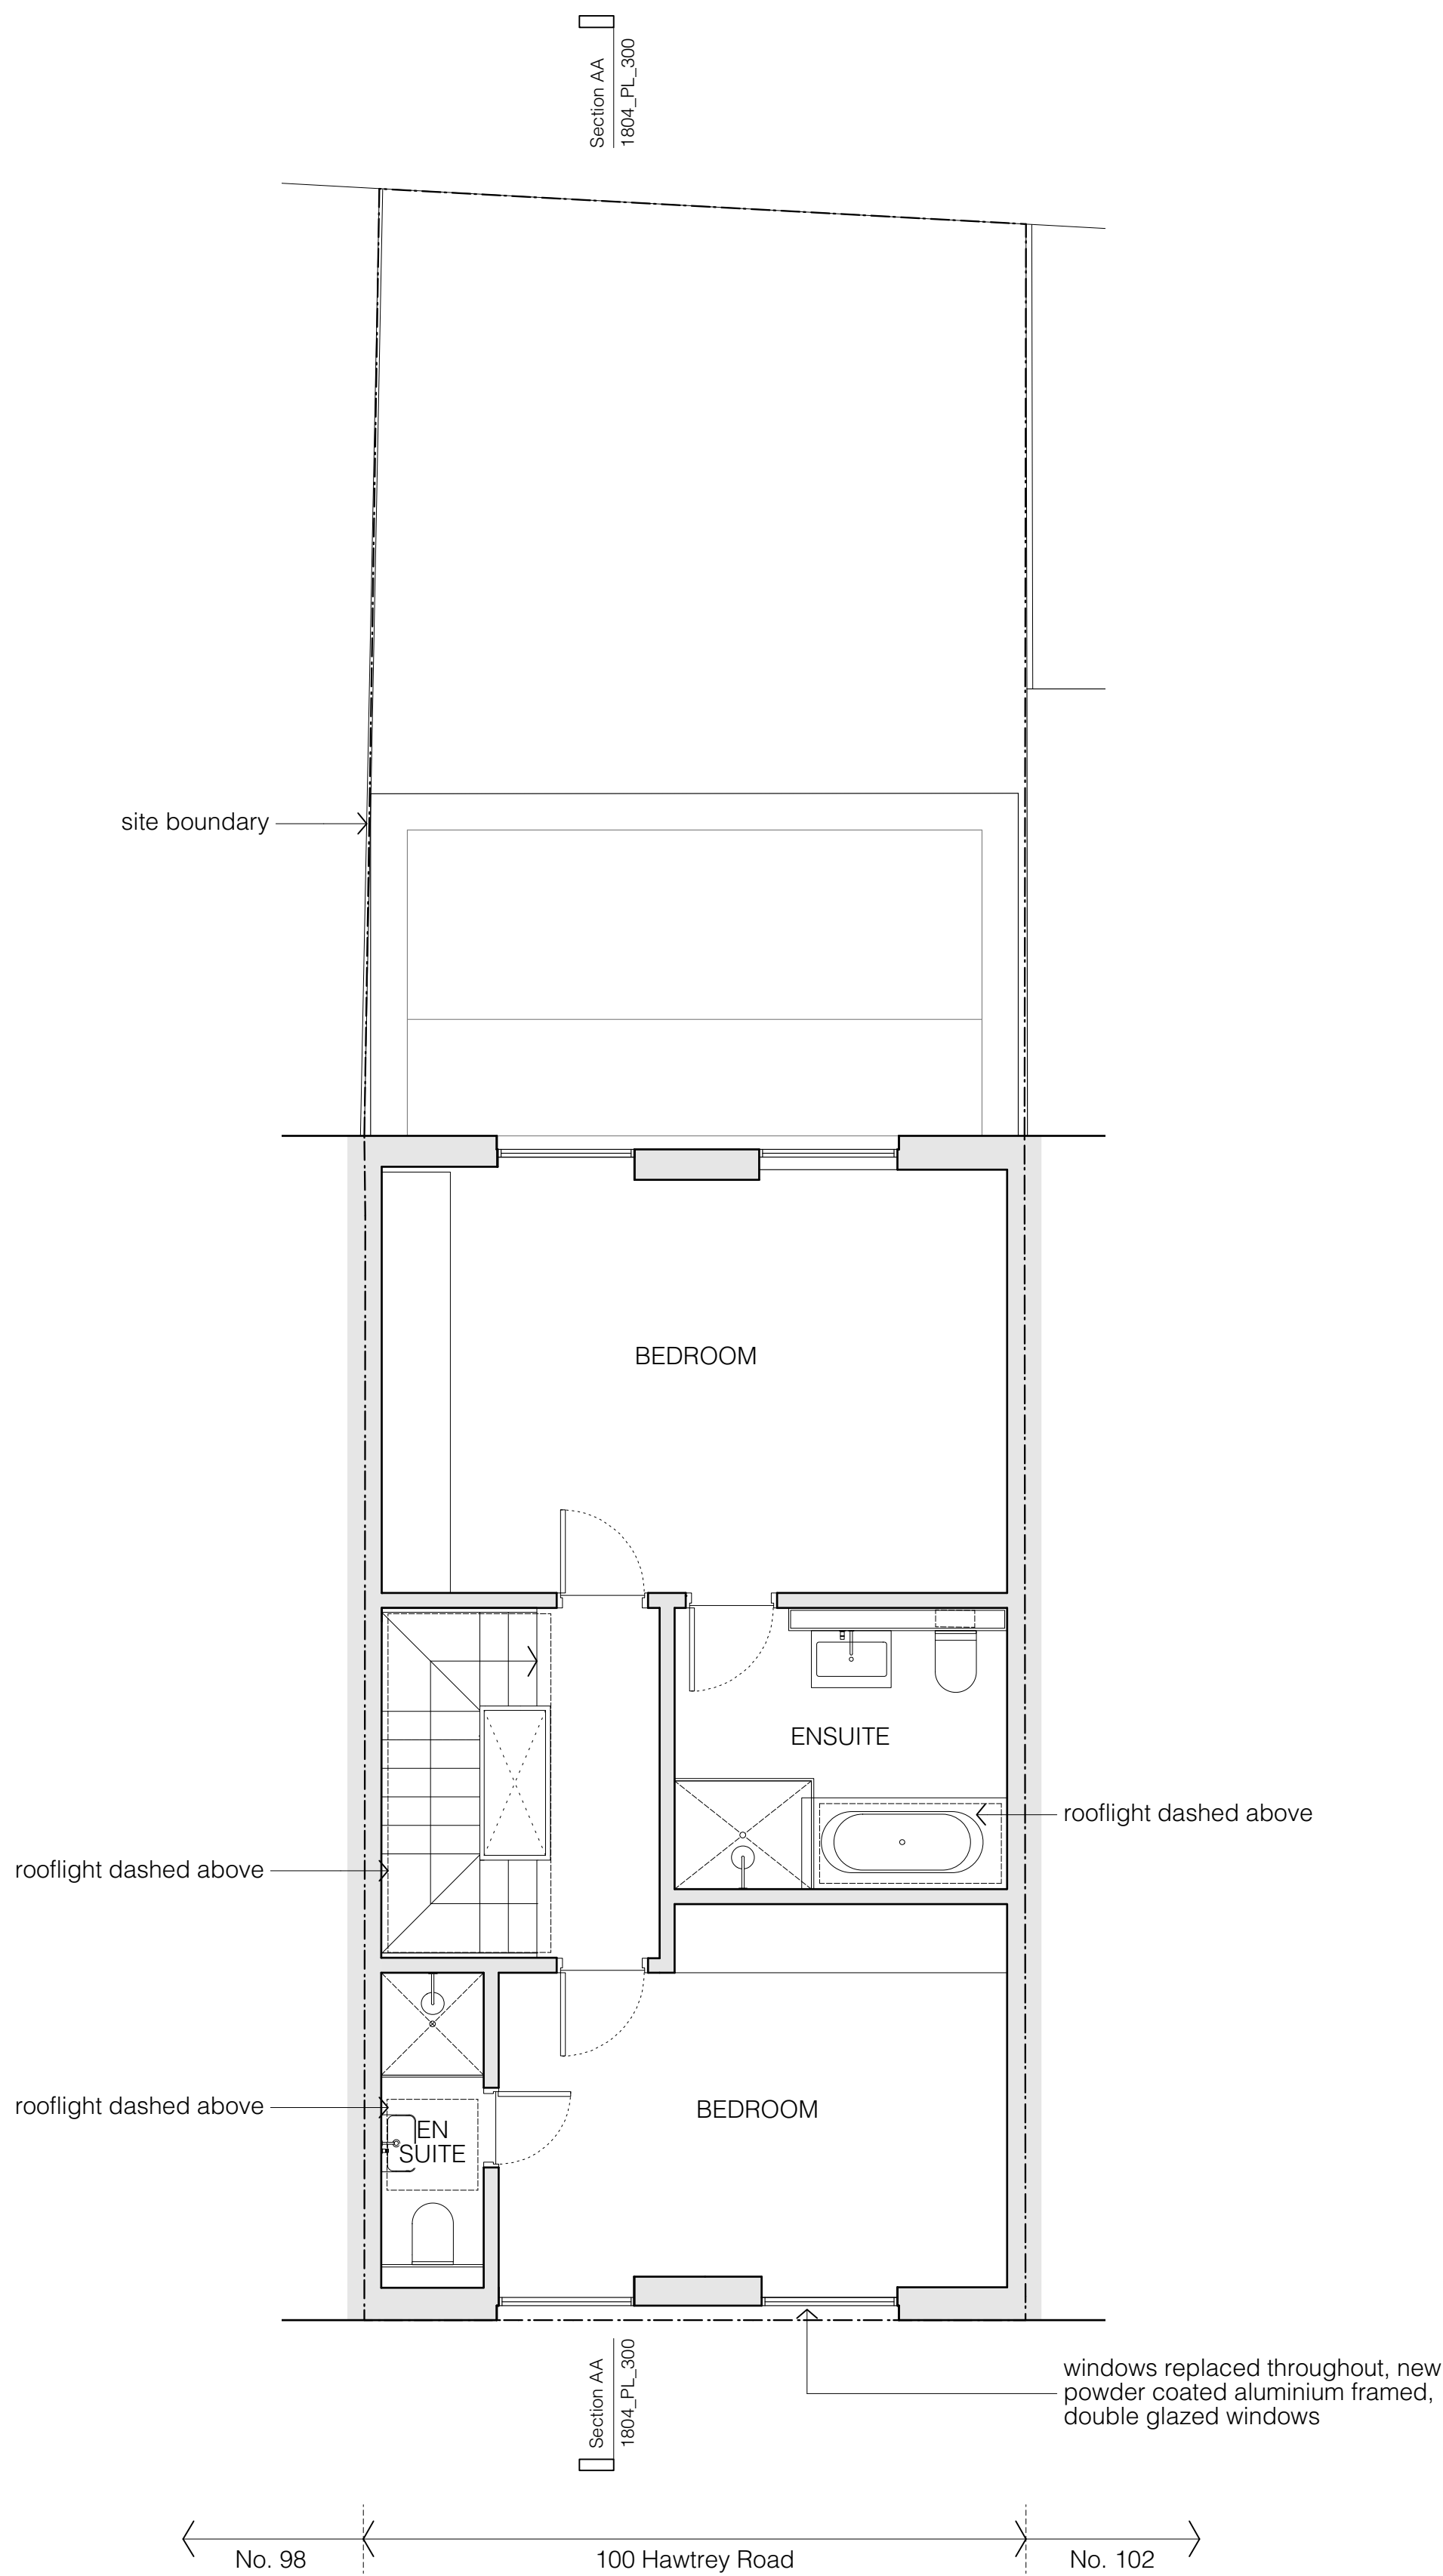 Section AA
1804_PL_300
site boundary
BEDROOM
ENSUITE
rooflight dashed above
rooflight dashed above
rooflight dashed above
BEDROOM
EN
SUITE
Section AA
1804_PL_300
windows replaced throughout, new
powder coated aluminium framed,
double glazed windows
No. 98
100 Hawtrey Road
No. 102